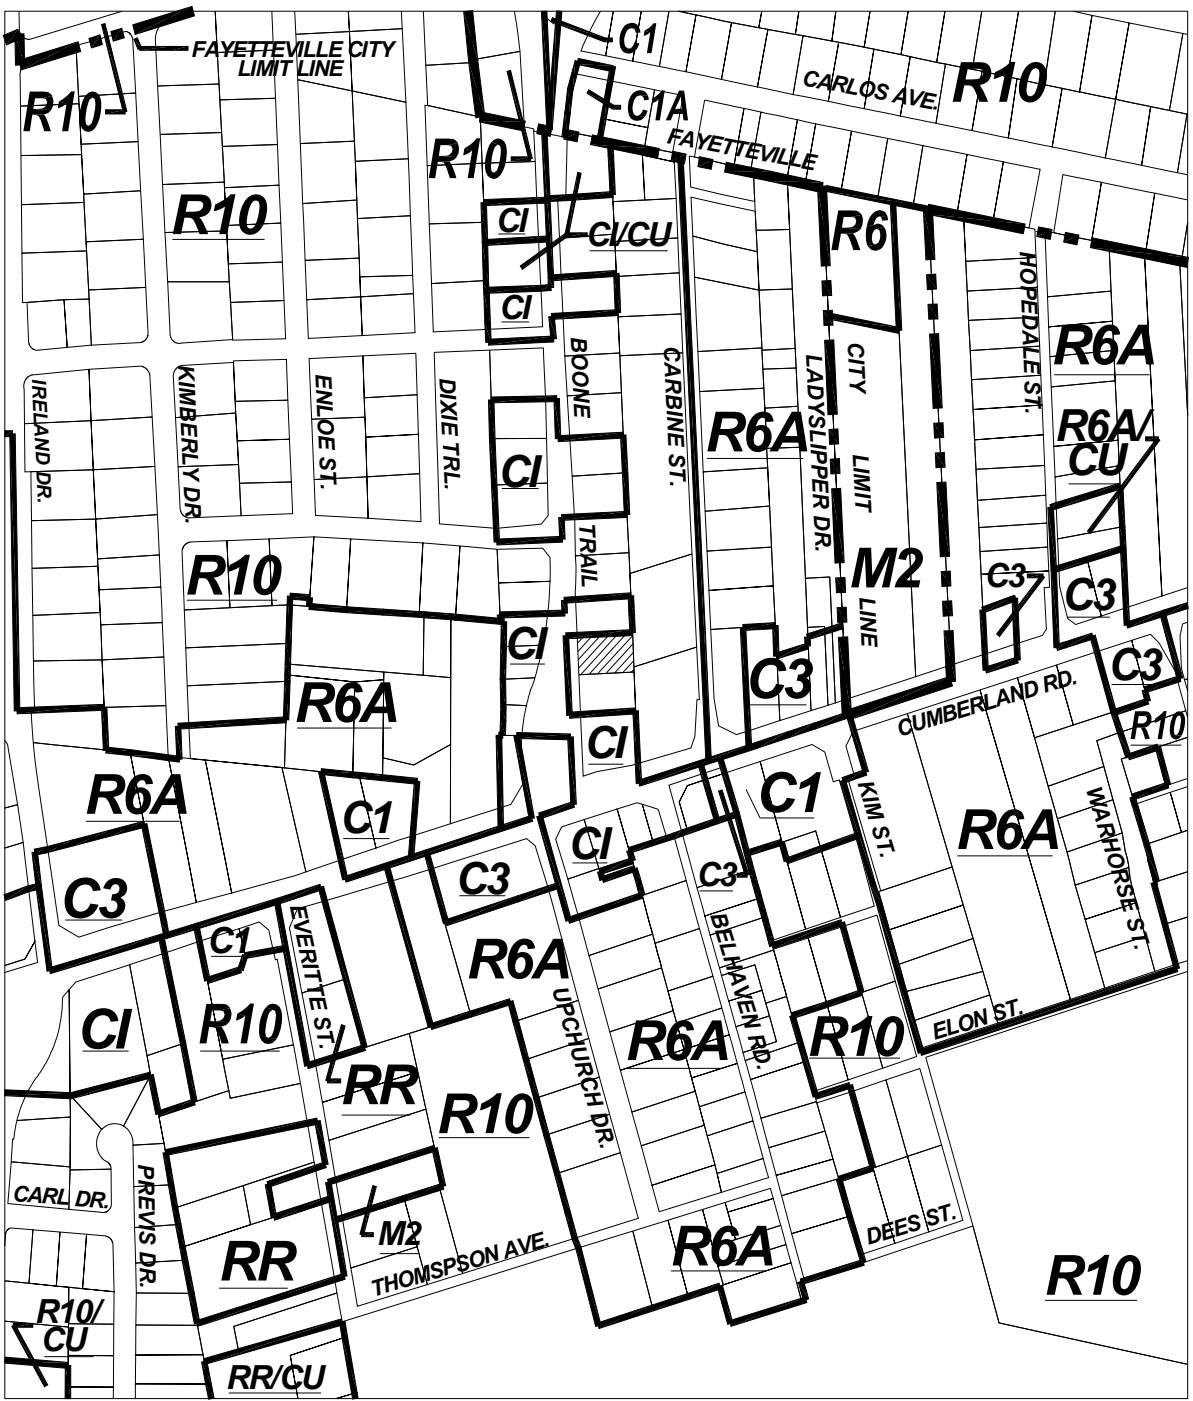 C1
FAYETTEVILLE CITY
LIMIT LINE
CARLOS AVE.
R10
R10
C1A
FAYETTEVILLE
R10
R10
CI
CI/CU
R6
CI
HOPEDALE ST.
R6A
BOONE
CARBINE ST.
CITY
LADYSLIPPER DR.
IRELAND DR.
KIMBERLY DR.
ENLOE ST.
DIXIE TRL.
R6A
R6A/
CU
CI
LIMIT
TRAIL
R10
M2
C3
C3
LINE
CI
C3
C3
R6A
CUMBERLAND RD.
R10
CI
R6A
C1
C1
KIM ST.
WARHORSE ST.
R6A
CI
C3
C3
C3
EVERITTE ST.
C1
BELHAVEN RD.
R6A
UPCHURCH DR.
CI
R10
R6A
R10
ELON ST.
RR
R10
CARL DR.
PREVIS DR.
M2
THOMSPSON AVE.
DEES ST.
R6A
RR
R10
R10/
CU
RR/CU